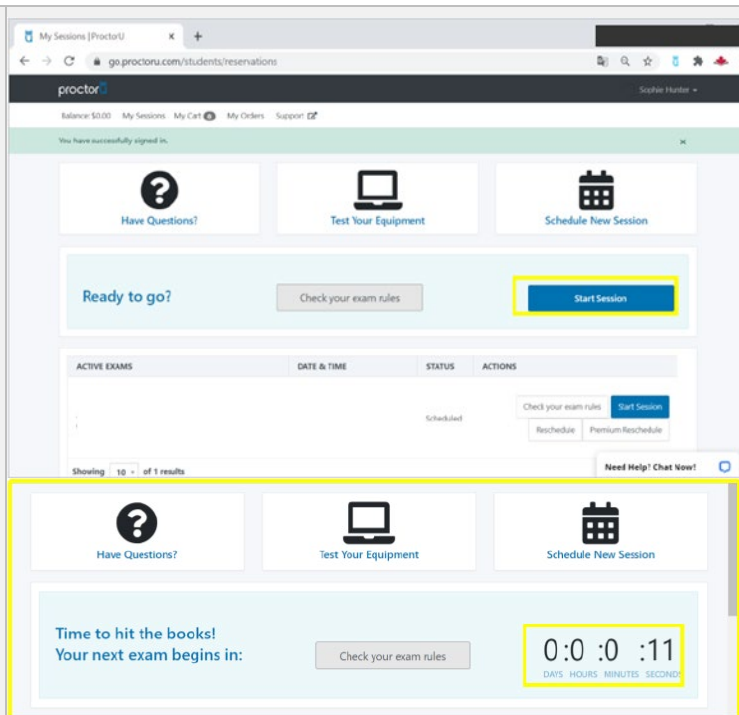 My Sessions |ProctorU
go.proctoru.com/students/reservations
proctoru
Sophie Hunter
Balance: $0.00 My Sessions My Cart 0 My Orders Support
You have successfully signed in.
Have Questions? Test Your Equipment Schedule New Session
Ready to go? Check your exam rules Start Session
ACTIVE EXAMS DATE & TIME STATUS ACTIONS
Scheduled Check your exam rules Start Session
Reschedule Premium Reschedule
Showing 10 of 1 results
Need Help? Chat Now!
Have Questions? Test Your Equipment Schedule New Session
Time to hit the books!
Your next exam begins in: Check your exam rules 0:0 :0 :11
DAYS HOURS MINUTES SECONDS